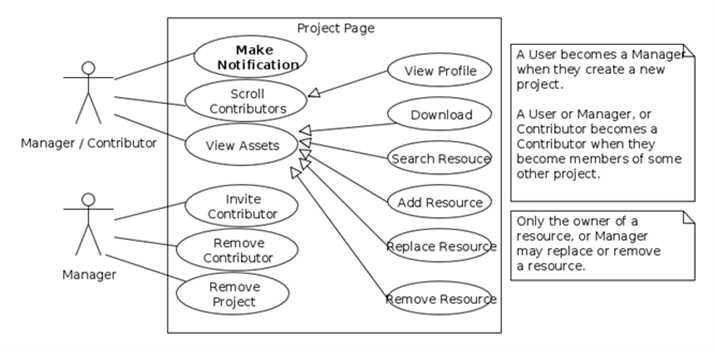 Project Page
Make
Notification
Scroll
Contributors
View Assets
Manager / Contributor
Invite
Contributor
Remove
Contributor
Remove
Project
Manager
View Profile
Download
Search Resouce
Add Resource
Replace Resource
Remove Resource
A User becomes a Manager
when they create a new
project.
A User or Manager, or
Contributor becomes a
Contributor when they
become members of some
other project.
Only the owner of a
resource, or Manager
may replace or remove
a resource.